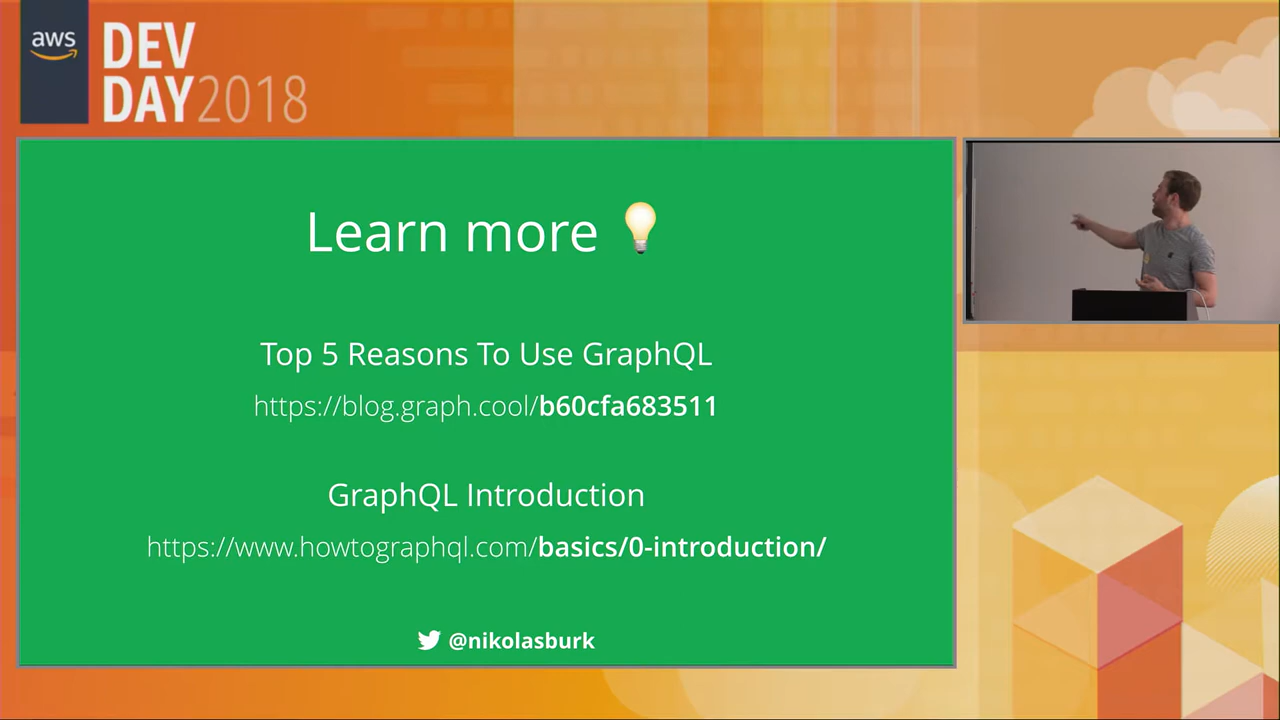 aws
DEV
DAY2018
Learn more
Top 5 Reasons To Use GraphQL
https://blog.graph.cool/b60cfa683511
GraphQL Introduction
https://www.howtographql.com/basics/0-introduction/
@nikolasburk